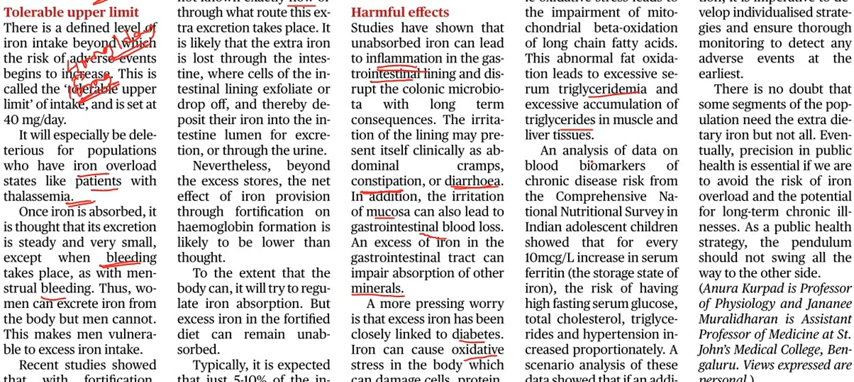 Tolerable upper limit
There is a defined level of
iron intake beyond which
the risk of adverse events
begins to increase. This is
called the ‘tolerable upper
limit’ of intake, and is set at
40 mg/day.
It will especially be dele-
terious for populations
who have iron overload
states like patients with
thalassemia.
Once iron is absorbed, it
is thought that its excretion
is steady and very small,
except when bleeding
takes place, as with men-
strual bleeding. Thus, wo-
men can excrete iron from
the body but men cannot.
This makes men vulnera-
ble to excess iron intake.
Recent studies showed
that with fortification
through what route this ex-
tra excretion takes place. It
is likely that the extra iron
is lost through the intes-
tine, where cells of the in-
testinal lining exfoliate or
drop off, and thereby de-
posit their iron into the in-
testine lumen for excre-
tion, or through the urine.
Nevertheless, beyond
the excess stores, the net
effect of iron provision
through fortification on
haemoglobin formation is
likely to be lower than
thought.
To the extent that the
body can, it will try to regu-
late iron absorption. But
excess iron in the fortified
diet can remain unab-
sorbed.
Typically, it is expected
that just 5-10% of the in-
Harmful effects
Studies have shown that
unabsorbed iron can lead
to inflammation in the gas-
trointestinal lining and dis-
rupt the colonic microbio-
ta with long term
consequences. The irrita-
tion of the lining may pre-
sent itself clinically as ab-
dominal cramps,
constipation, or diarrhoea.
In addition, the irritation
of mucosa can also lead to
gastrointestinal blood loss.
An excess of iron in the
gastrointestinal tract can
impair absorption of other
minerals.
A more pressing worry
is that excess iron has been
closely linked to diabetes.
Iron can cause oxidative
stress in the body which
can damage cells, protein,
the impairment of mito-
chondrial beta-oxidation
of long chain fatty acids.
This abnormal fat oxida-
tion leads to excessive se-
rum triglyceridemia and
excessive accumulation of
triglycerides in muscle and
liver tissues.
An analysis of data on
blood biomarkers of
chronic disease risk from
the Comprehensive Na-
tional Nutritional Survey in
Indian adolescent children
showed that for every
10mcg/L increase in serum
ferritin (the storage state of
iron), the risk of having
high fasting serum glucose,
total cholesterol, triglyce-
rides and hypertension in-
creased proportionately. A
scenario analysis of these
data showed that if an addi-
velop individualised strate-
gies and ensure thorough
monitoring to detect any
adverse events at the
earliest.
There is no doubt that
some segments of the pop-
ulation need the extra die-
tary iron but not all. Even-
tually, precision in public
health is essential if we are
to avoid the risk of iron
overload and the potential
for long-term chronic ill-
nesses. As a public health
strategy, the pendulum
should not swing all the
way to the other side.
(Anura Kurpad is Professor
of Physiology and Jananee
Muralidharan is Assistant
Professor of Medicine at St.
John’s Medical College, Ben-
galuru. Views expressed are
personal.)